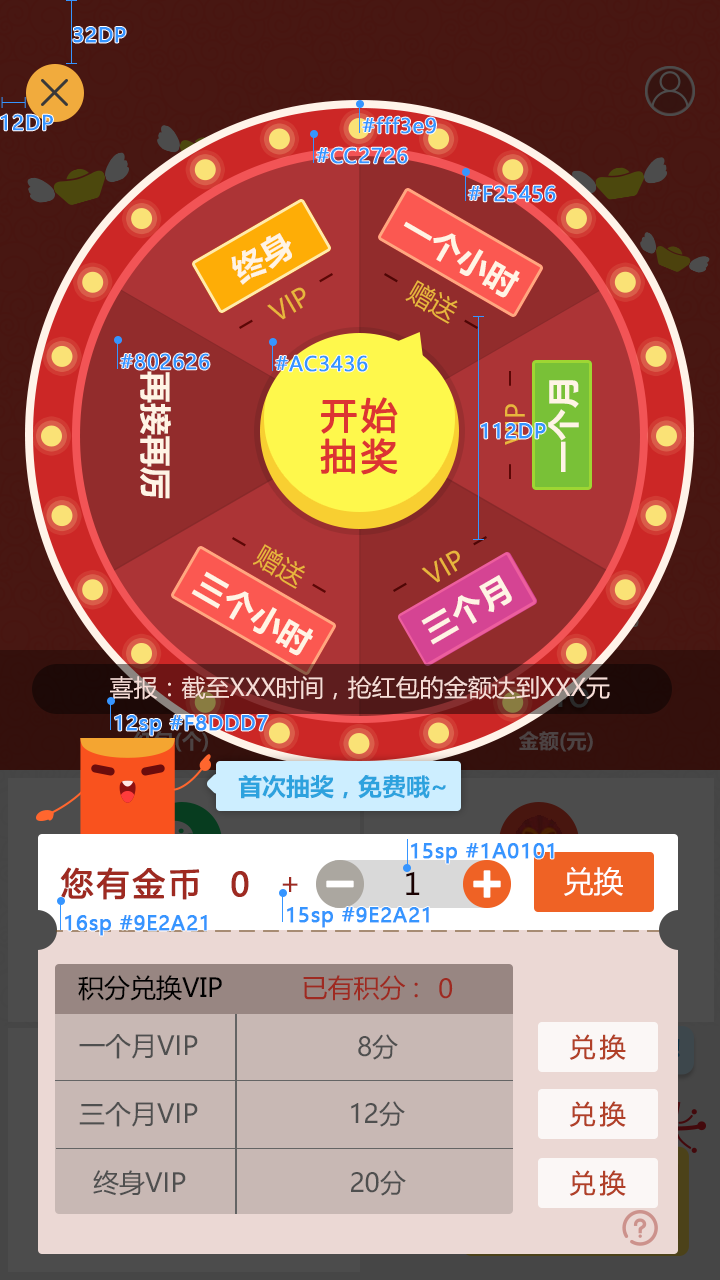 32DP
12DP
#fff3e9
#CC2726
#F25456
终身
VIP
一个小时
赠送
#802626
#AC3436
再接再历
开始
抽奖
112DP
VIP
一个月
赠送
三个小时
VIP
三个月
喜报：截至XXX时间，抢红包的金额达到XXX元
12sp #F8DDD7
(个)
金额(元)
首次抽奖，免费哦~
15sp #1A0101
您有金币 0 + 1 兑换
16sp #9E2A21
15sp #9E2A21
积分兑换VIP 已有积分： 0
一个月VIP 8分 兑换
三个月VIP 12分 兑换
终身VIP 20分 兑换
?